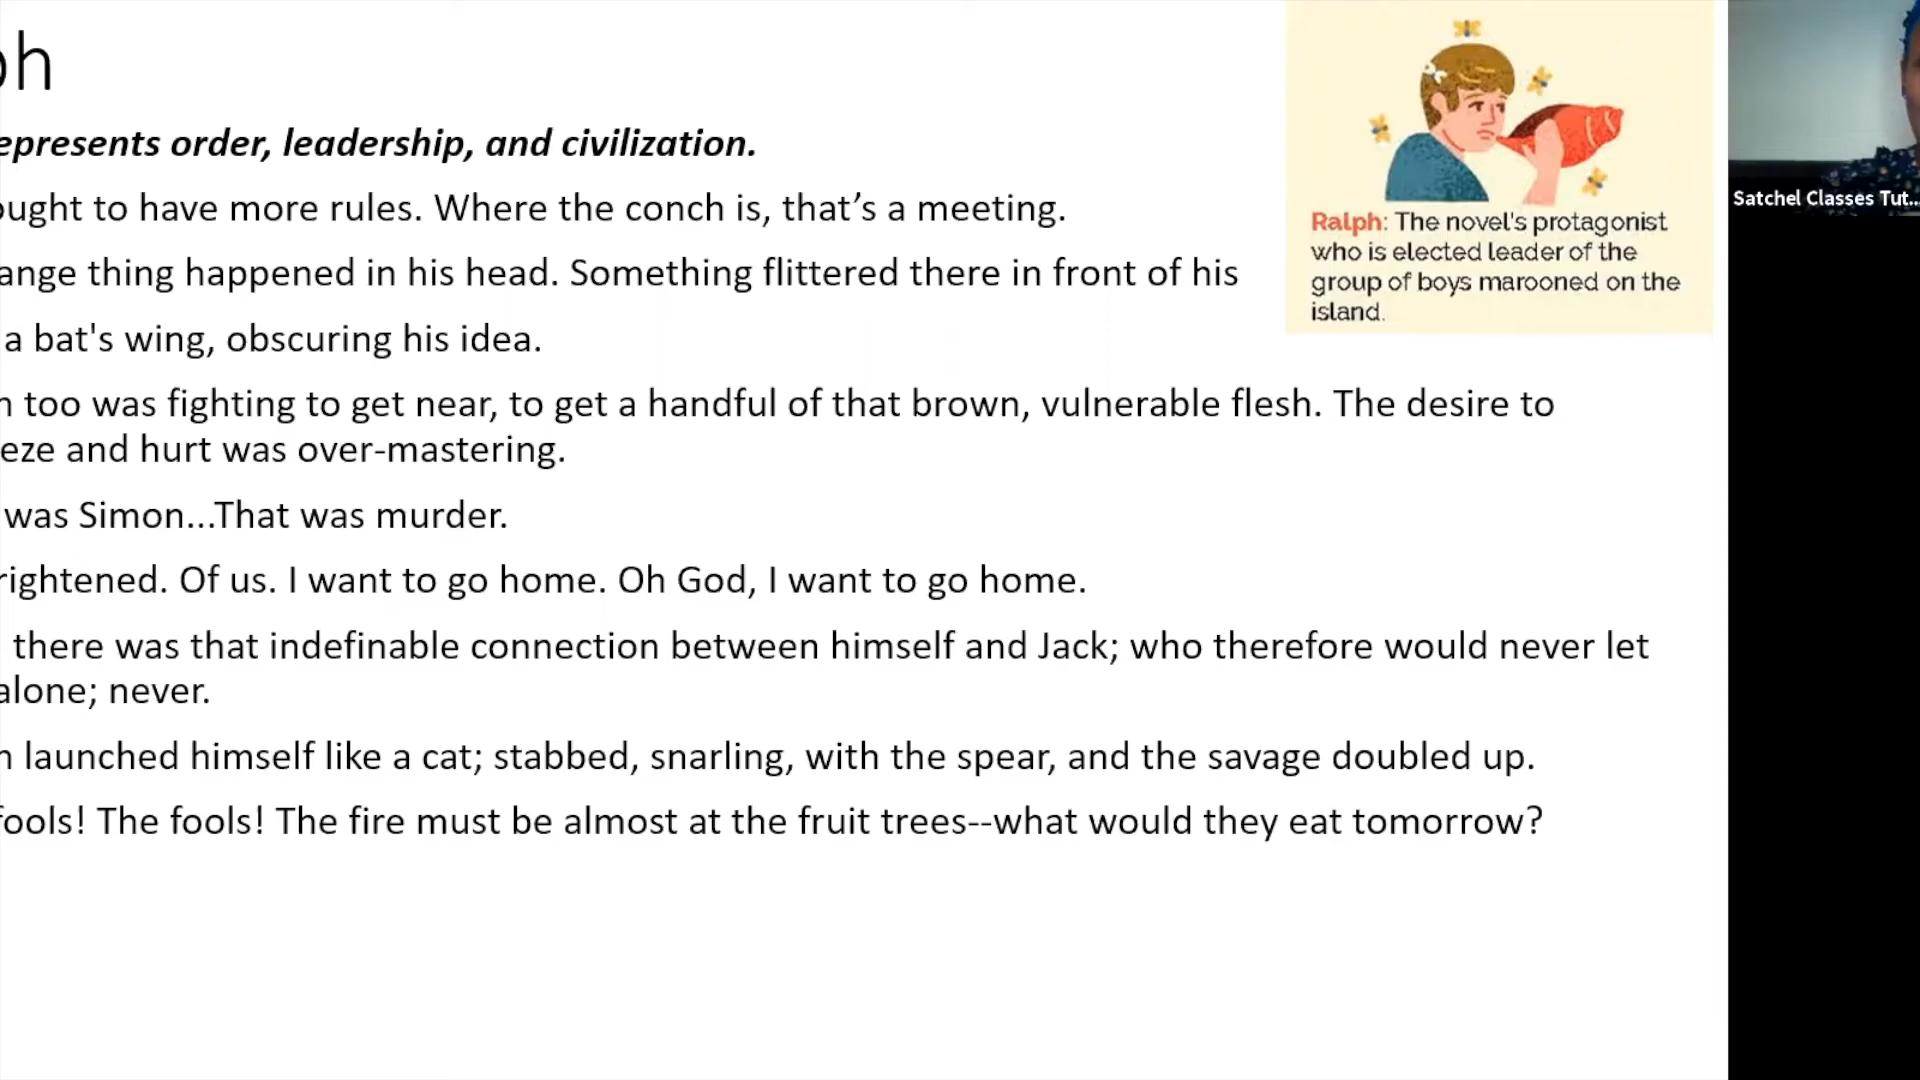 ph
epresents order, leadership, and civilization.
ought to have more rules. Where the conch is, that’s a meeting.
ange thing happened in his head. Something flittered there in front of his
a bat's wing, obscuring his idea.
h too was fighting to get near, to get a handful of that brown, vulnerable flesh. The desire to
eze and hurt was over-mastering.
was Simon...That was murder.
rightened. Of us. I want to go home. Oh God, I want to go home.
there was that indefinable connection between himself and Jack; who therefore would never let
alone; never.
h launched himself like a cat; stabbed, snarling, with the spear, and the savage doubled up.
fools! The fools! The fire must be almost at the fruit trees--what would they eat tomorrow?
Ralph: The novel's protagonist
who is elected leader of the
group of boys marooned on the
island.
Satchel Classes Tut...